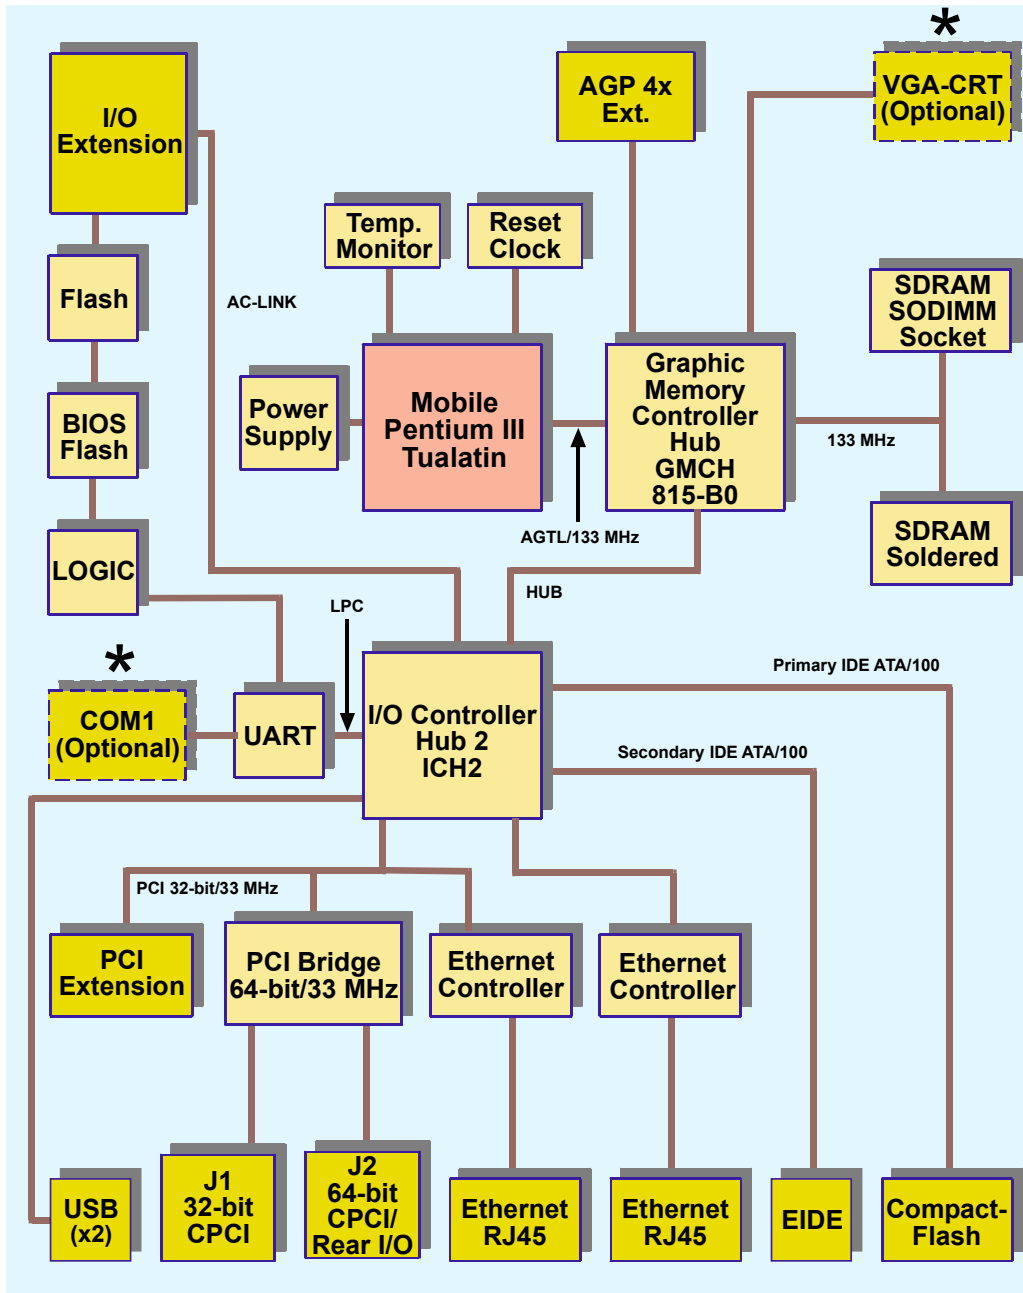 *
I/O
Extension
AGP 4x
Ext.
VGA-CRT
(Optional)
Temp.
Monitor
Reset
Clock
Flash
AC-LINK
SDRAM
SODIMM
Socket
Power
Supply
Mobile
Pentium III
Tualatin
Graphic
Memory
Controller
Hub
GMCH
815-B0
BIOS
Flash
133 MHz
AGTL/133 MHz
SDRAM
Soldered
LOGIC
HUB
LPC
*
COM1
(Optional)
UART
I/O Controller
Hub 2
ICH2
Primary IDE ATA/100
Secondary IDE ATA/100
PCI 32-bit/33 MHz
PCI
Extension
PCI Bridge
64-bit/33 MHz
Ethernet
Controller
Ethernet
Controller
USB
(x2)
J1
32-bit
CPCI
J2
64-bit
CPCI/
Rear I/O
Ethernet
RJ45
Ethernet
RJ45
EIDE
Compact-
Flash